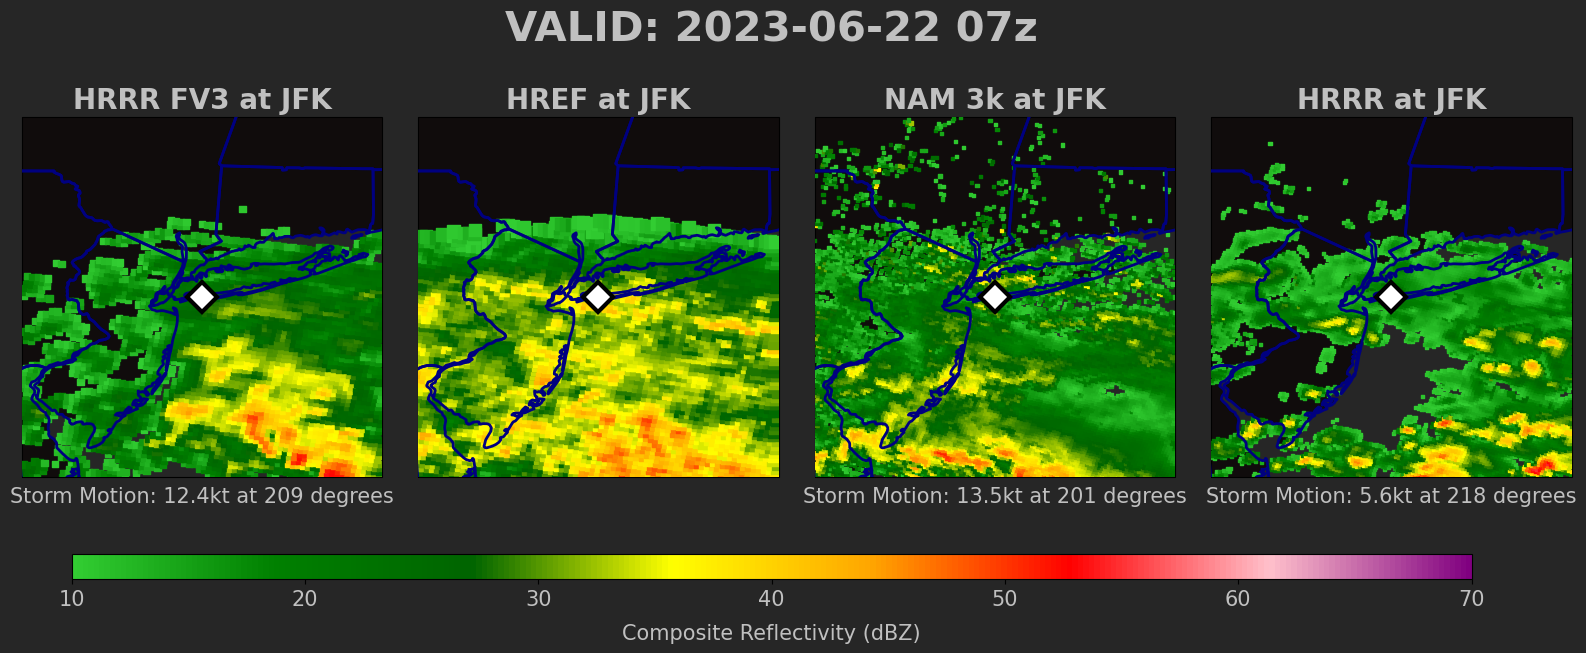 VALID: 2023-06-22 07z
HRRR FV3 at JFK
HREF at JFK
NAM 3k at JFK
HRRR at JFK
Storm Motion: 12.4kt at 209 degrees
Storm Motion: 13.5kt at 201 degrees
Storm Motion: 5.6kt at 218 degrees
10 20 30 40 50 60 70
Composite Reflectivity (dBZ)